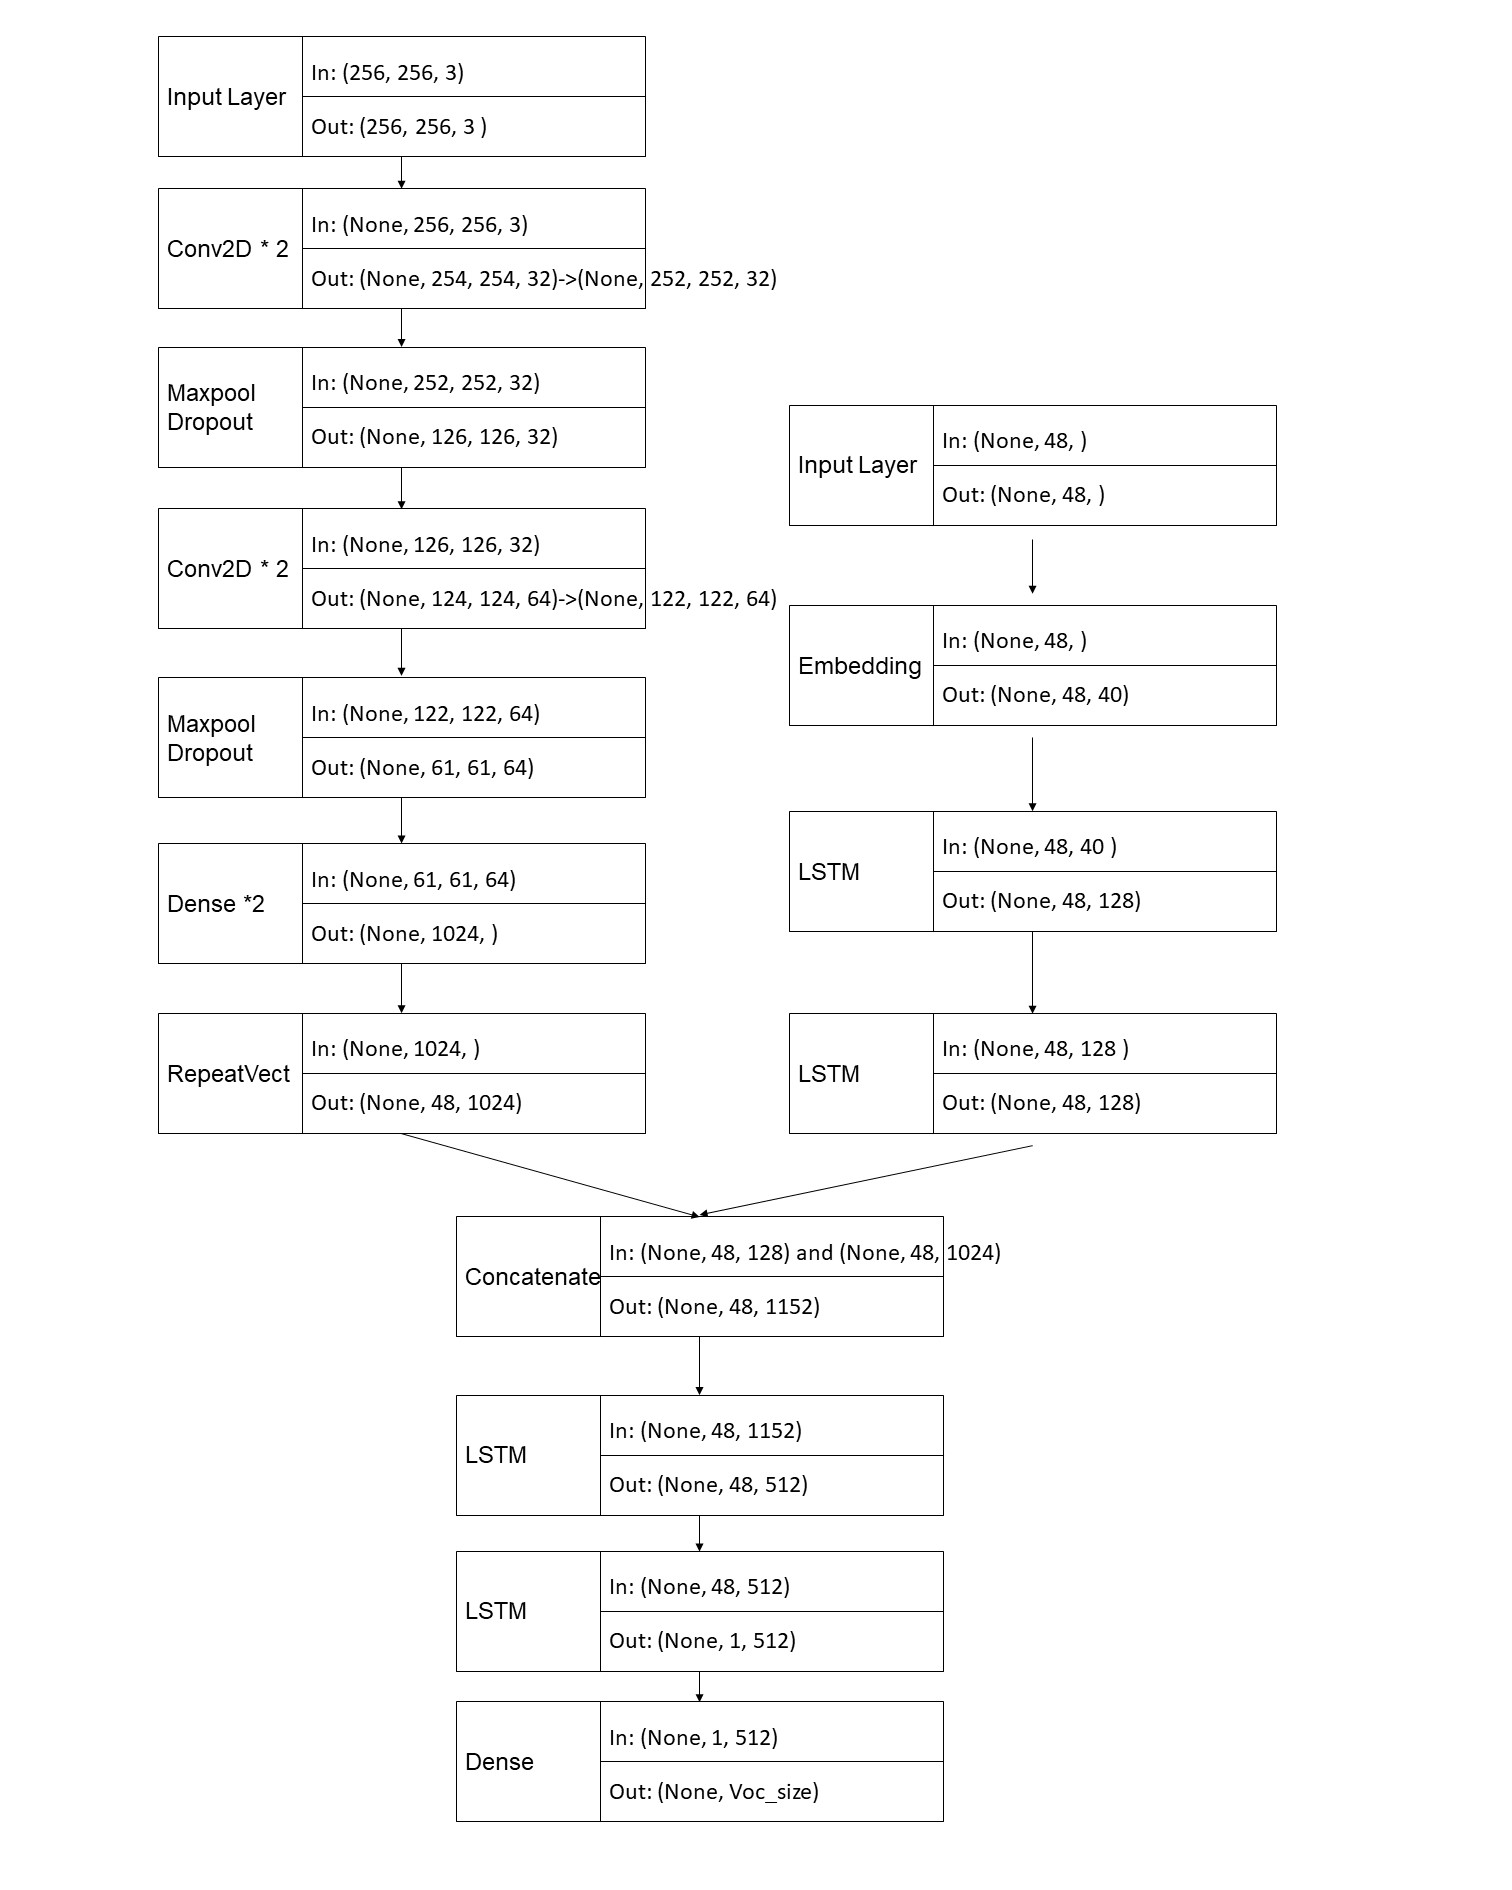 Input Layer
In: (256, 256, 3)
Out: (256, 256, 3 )
Conv2D * 2
In: (None, 256, 256, 3)
Out: (None, 254, 254, 32)->(None, 252, 252, 32)
Maxpool
Dropout
In: (None, 252, 252, 32)
Out: (None, 126, 126, 32)
Conv2D * 2
In: (None, 126, 126, 32)
Out: (None, 124, 124, 64)->(None, 122, 122, 64)
Maxpool
Dropout
In: (None, 122, 122, 64)
Out: (None, 61, 61, 64)
Dense *2
In: (None, 61, 61, 64)
Out: (None, 1024, )
RepeatVect
In: (None, 1024, )
Out: (None, 48, 1024)
Input Layer
In: (None, 48, )
Out: (None, 48, )
Embedding
In: (None, 48, )
Out: (None, 48, 40)
LSTM
In: (None, 48, 40 )
Out: (None, 48, 128)
LSTM
In: (None, 48, 128 )
Out: (None, 48, 128)
Concatenate
In: (None, 48, 128) and (None, 48, 1024)
Out: (None, 48, 1152)
LSTM
In: (None, 48, 1152)
Out: (None, 48, 512)
LSTM
In: (None, 48, 512)
Out: (None, 1, 512)
Dense
In: (None, 1, 512)
Out: (None, Voc_size)